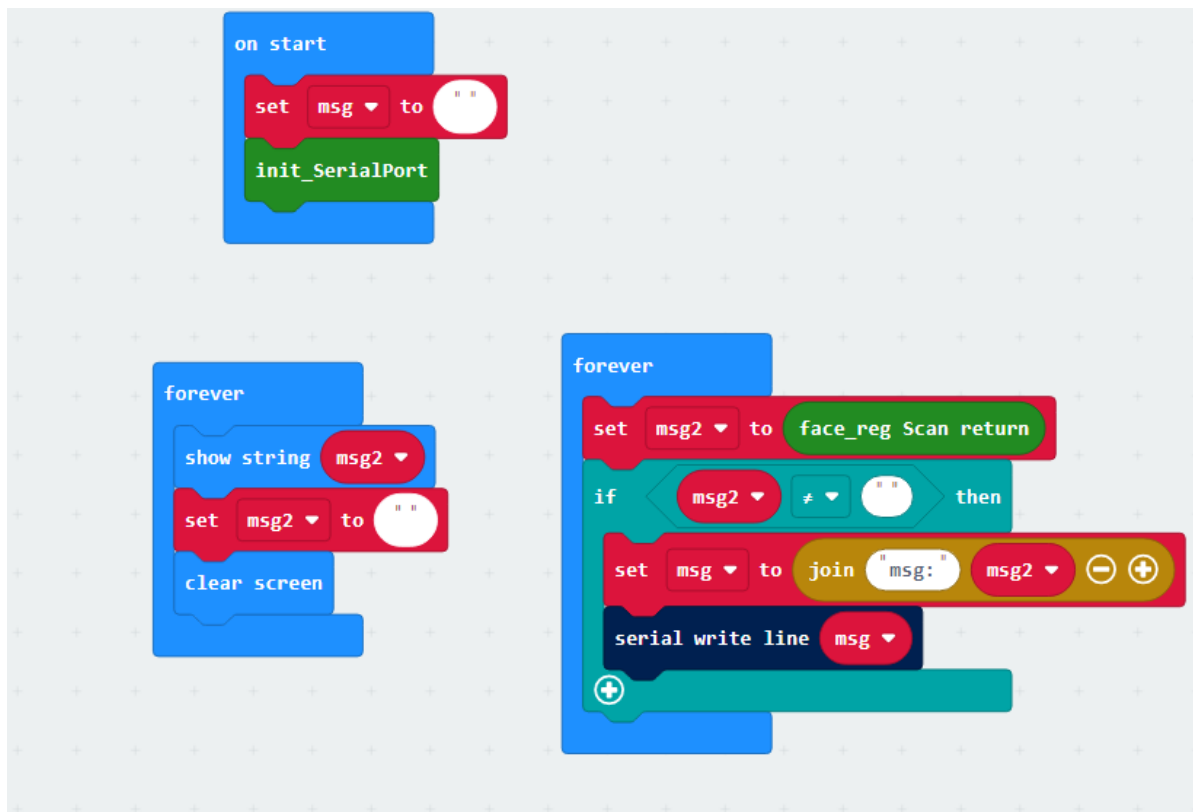 on start
set msg to " "
init_SerialPort
forever
show string msg2
set msg2 to " "
clear screen
forever
set msg2 to face_reg Scan return
if msg2 ≠ " " then
set msg to join "msg:" msg2
serial write line msg